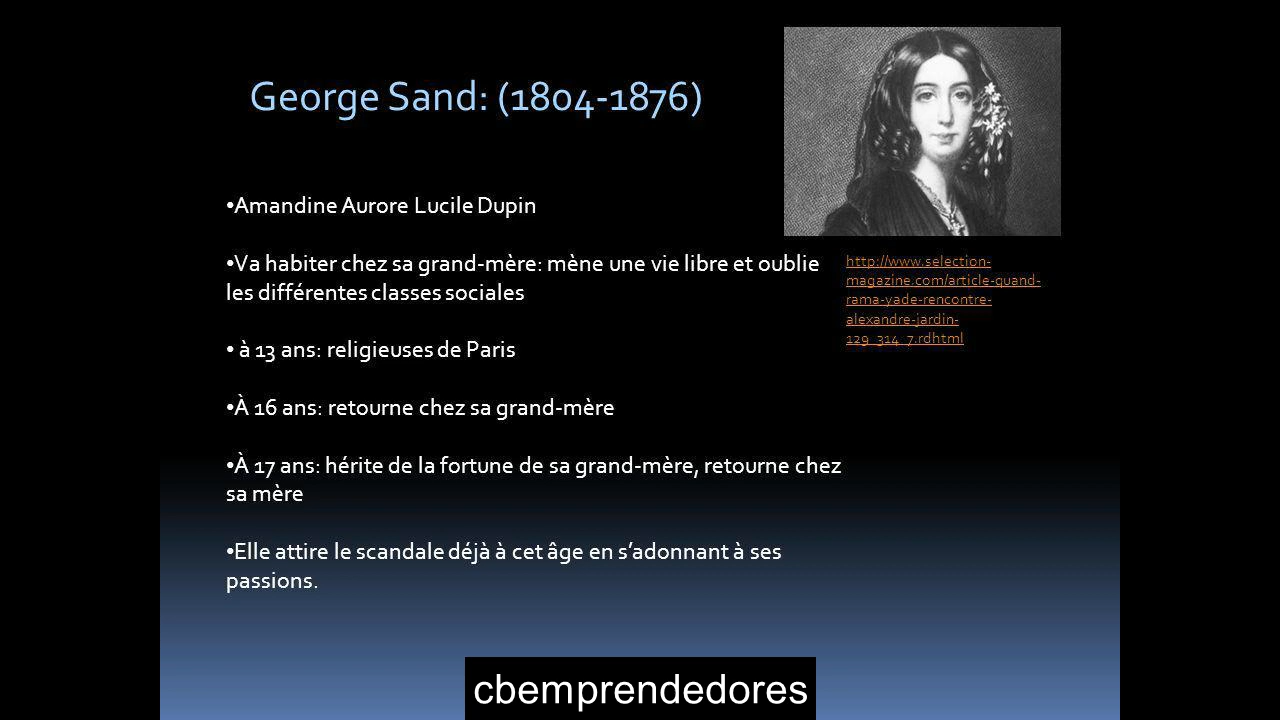 George Sand: (1804-1876)
•Amandine Aurore Lucile Dupin
•Va habiter chez sa grand-mère: mène une vie libre et oublie
les différentes classes sociales
• à 13 ans: religieuses de Paris
•À 16 ans: retourne chez sa grand-mère
•À 17 ans: hérite de la fortune de sa grand-mère, retourne chez
sa mère
•Elle attire le scandale déjà à cet âge en s’adonnant à ses
passions.
http://www.selection-
magazine.com/article-quand-
rama-yade-rencontre-
alexandre-jardin-
129_314_7.rdhtml
cbemprendedores